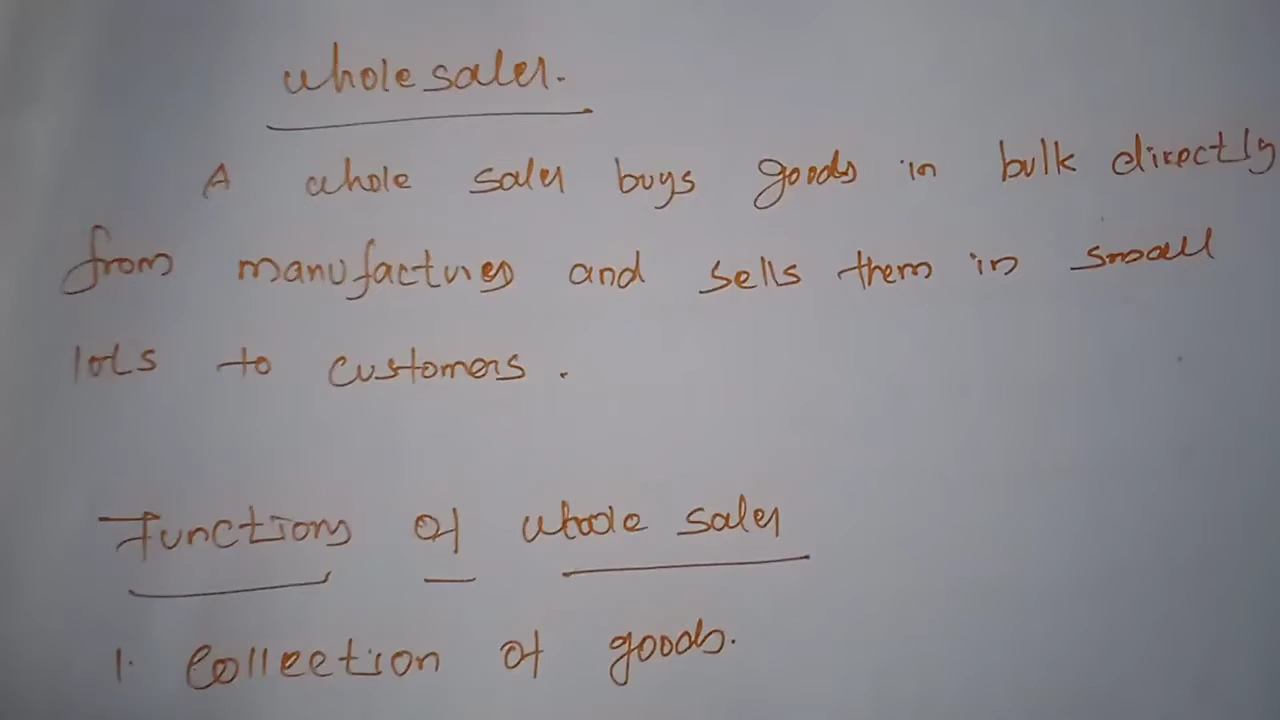 wholesaler.
A whole saler buys goods in bulk directly
from manufactures and sells them in small
lots to customers.
Functions of whole saler
1. Collection of goods.